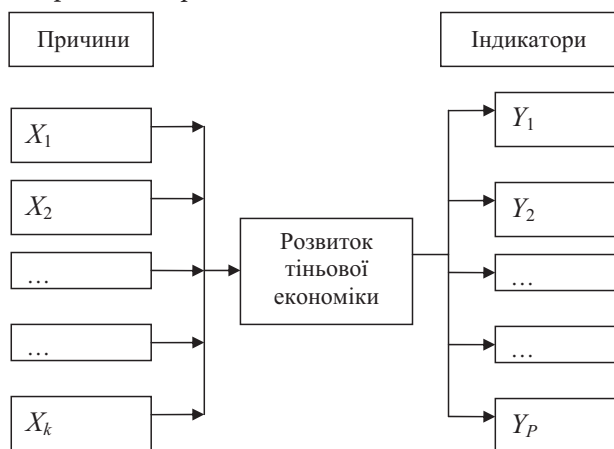 Причини
Індикатори
X1
X2
…
…
Xk
Розвиток
тіньової
економіки
Y1
Y2
…
…
YP